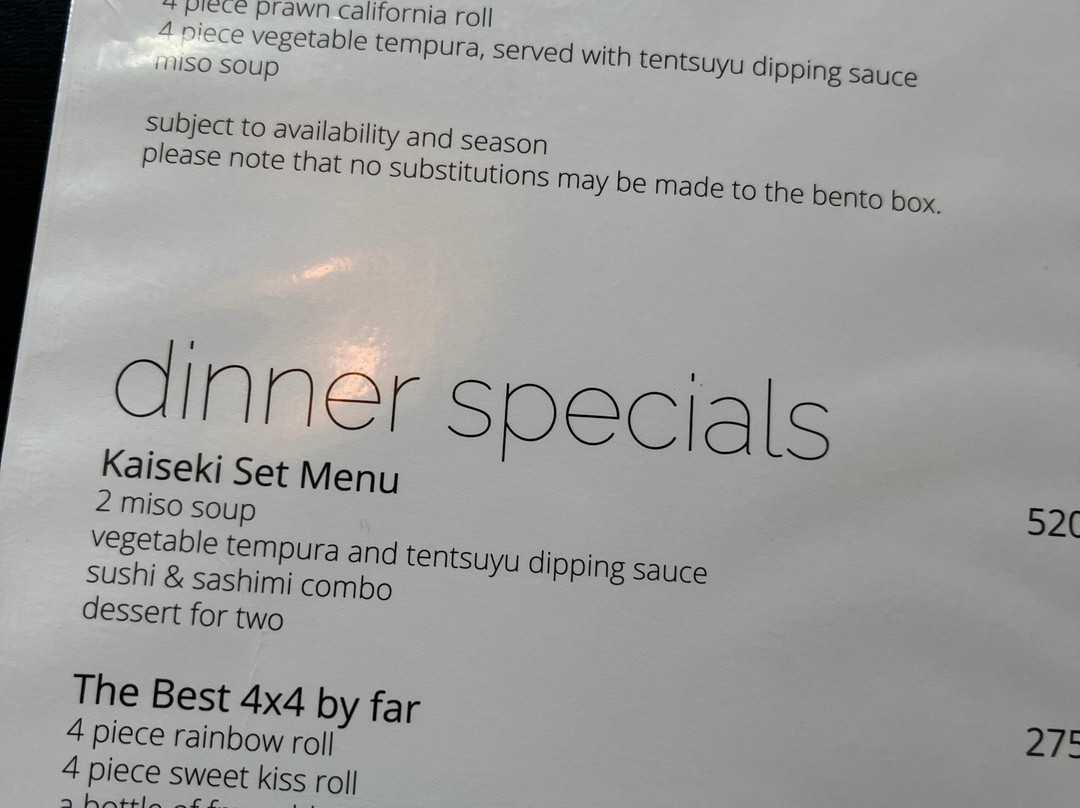 4 piece prawn california roll
4 piece vegetable tempura, served with tentsuyu dipping sauce
miso soup
subject to availability and season
please note that no substitutions may be made to the bento box.
dinner specials
Kaiseki Set Menu
520
2 miso soup
vegetable tempura and tentsuyu dipping sauce
sushi & sashimi combo
dessert for two
The Best 4x4 by far
275
4 piece rainbow roll
4 piece sweet kiss roll
a bottle of